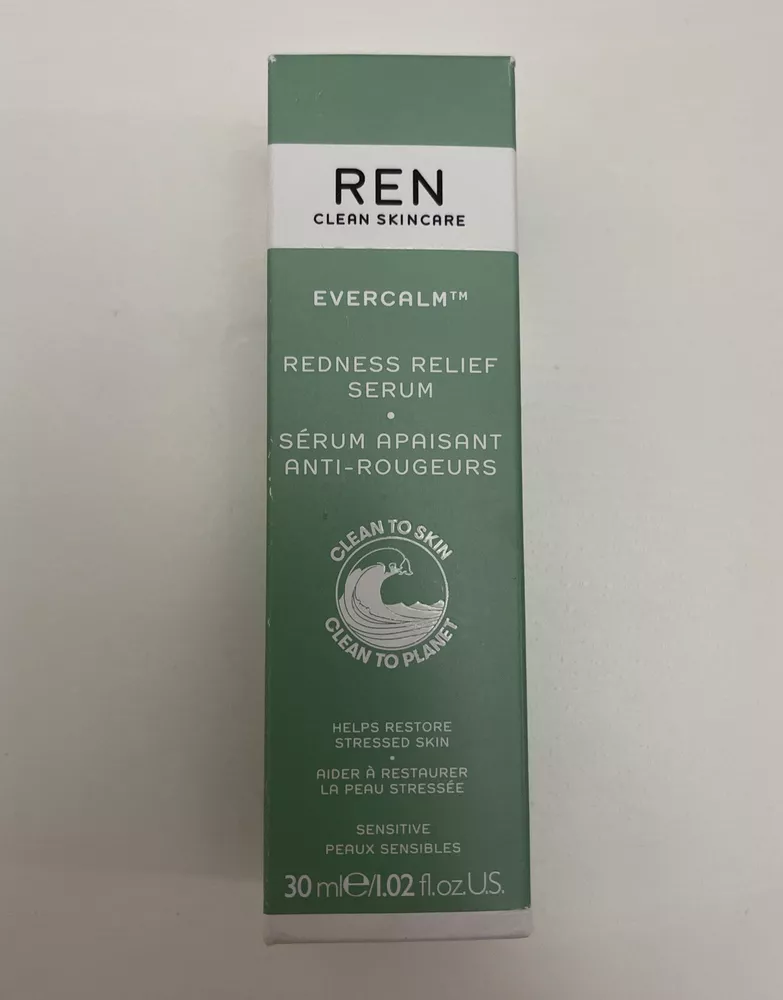 REN
CLEAN SKINCARE
EVERCALM™
REDNESS RELIEF
SERUM
•
SÉRUM APAISANT
ANTI-ROUGEURS
CLEAN TO SKIN
CLEAN TO PLANET
HELPS RESTORE
STRESSED SKIN
•
AIDER À RESTAURER
LA PEAU STRESSÉE
SENSITIVE
PEAUX SENSIBLES
30 ml℮/1.02 fl.oz.U.S.